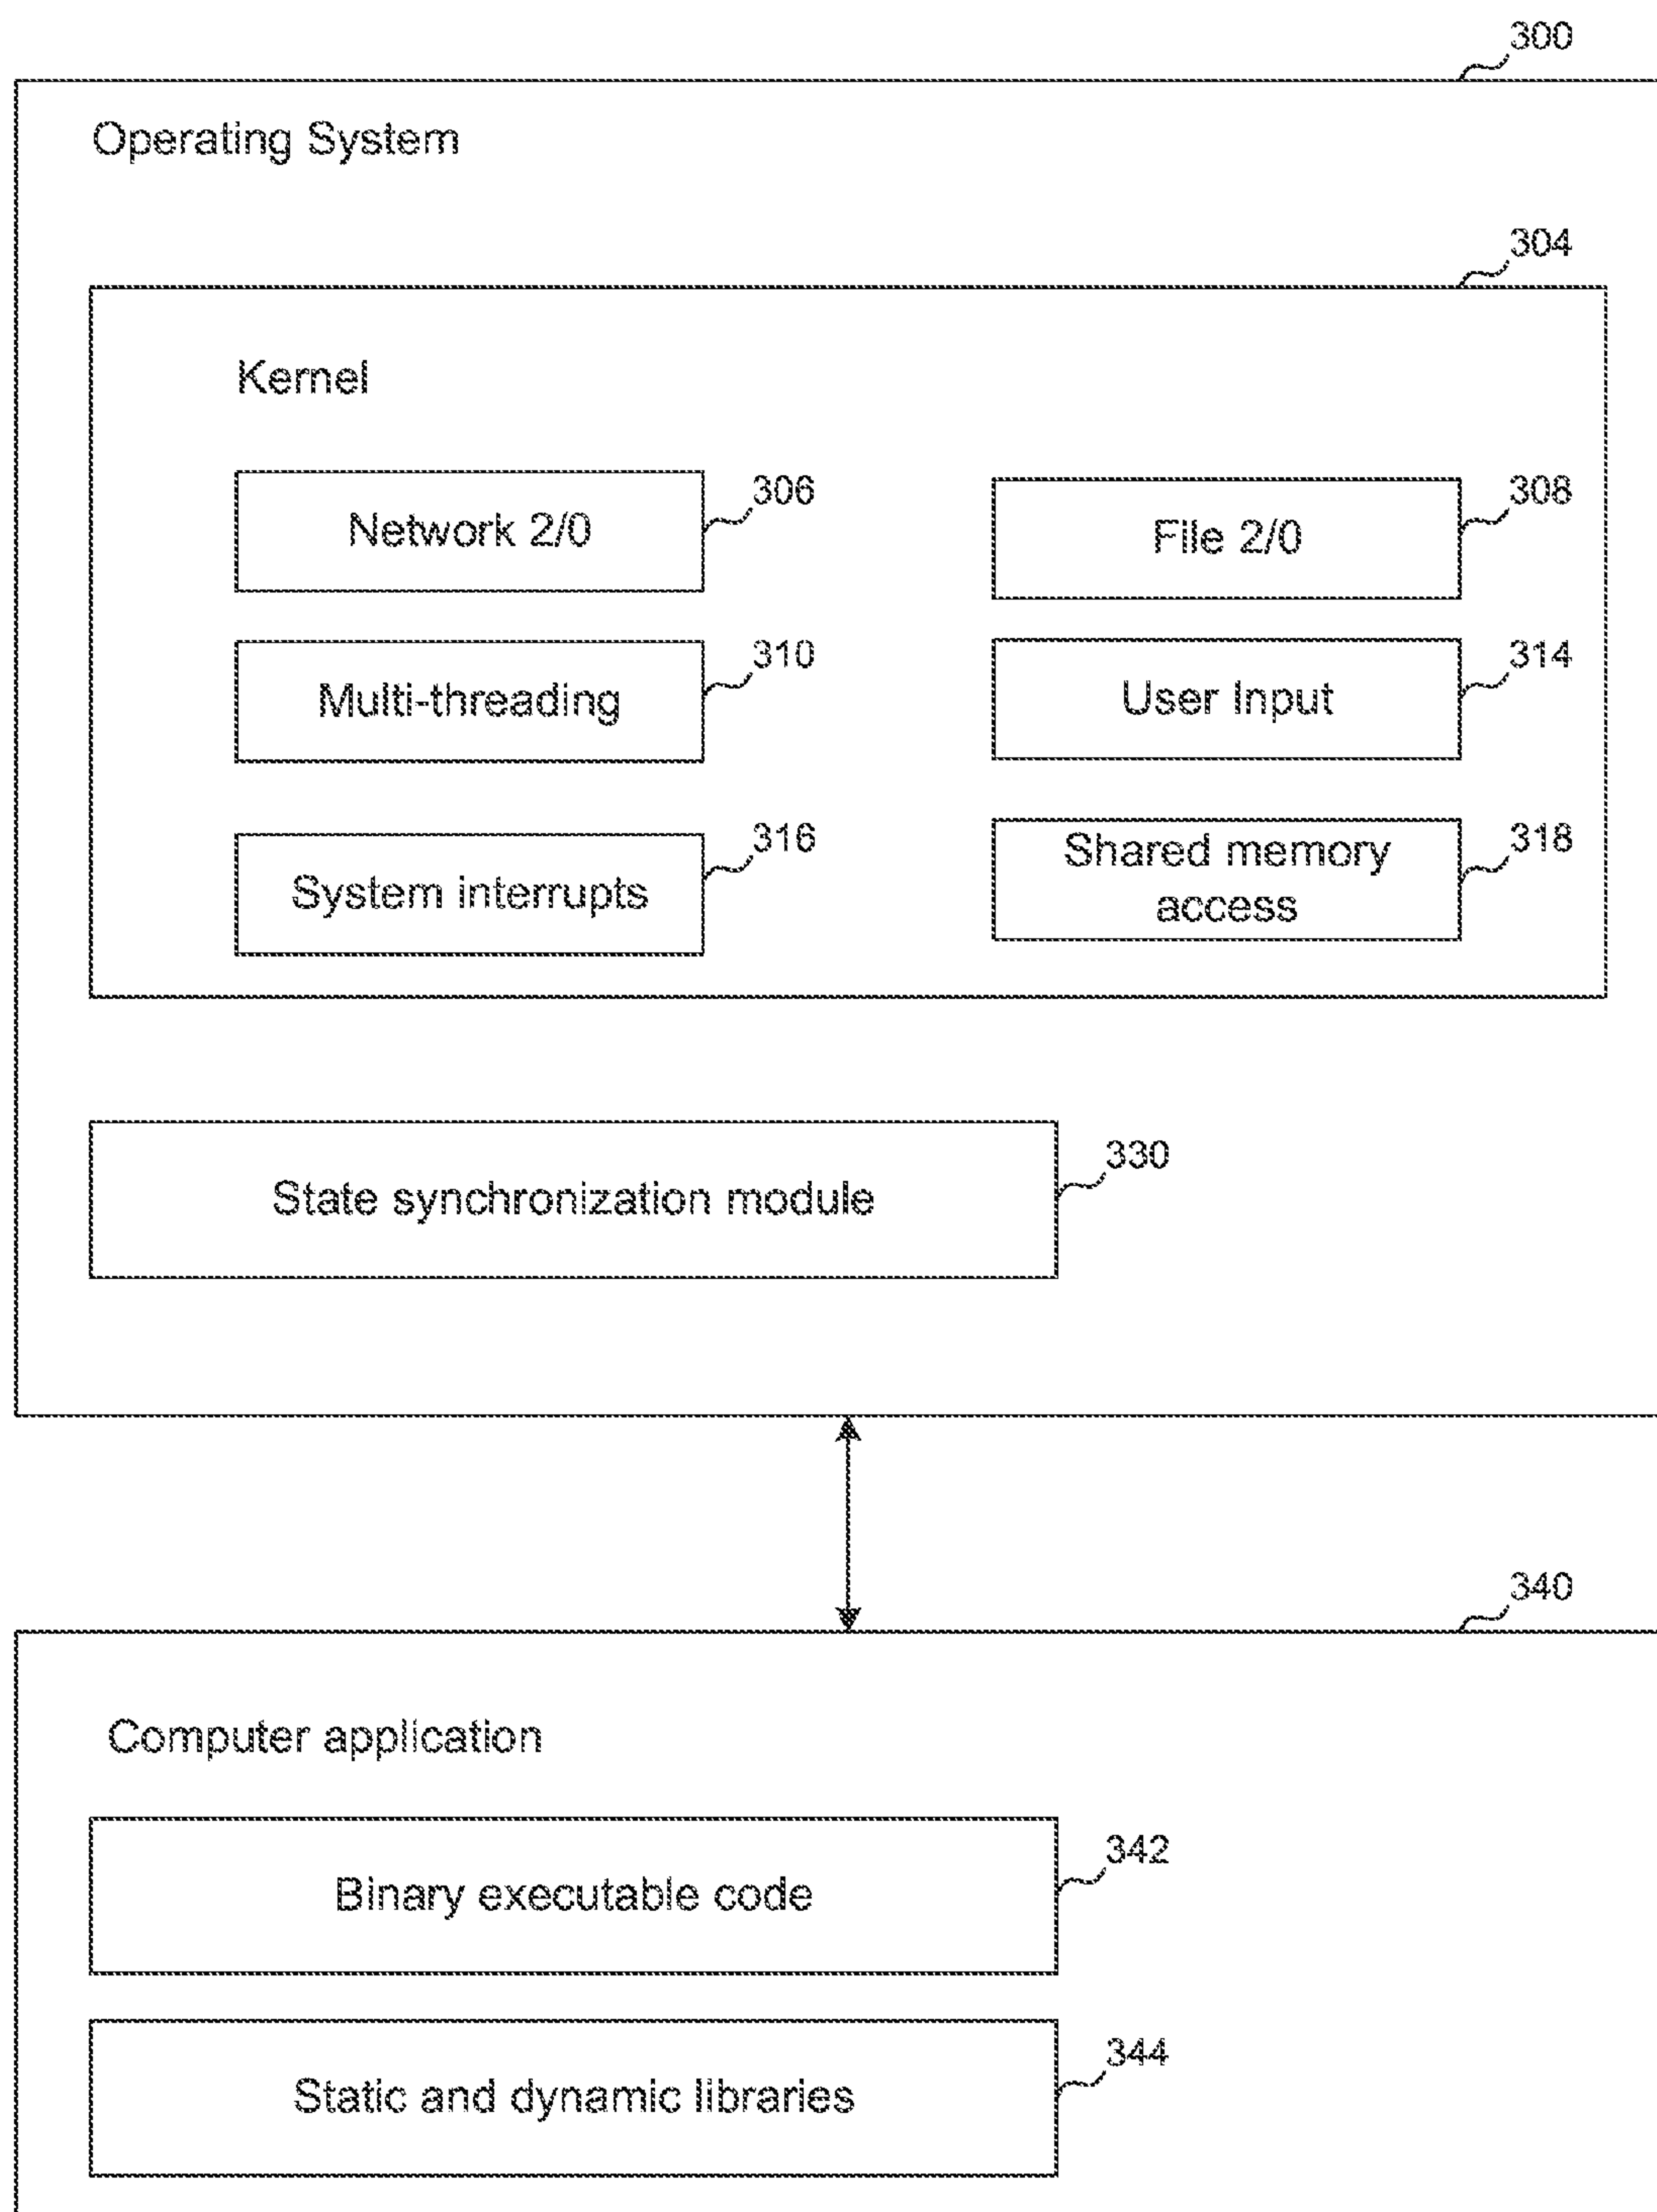 300
Operating System
304
Kernel
Network 2/0
306
File 2/0
308
Multi-threading
310
User Input
314
System interrupts
316
Shared memory
access
318
State synchronization module
330
340
Computer application
Binary executable code
342
Static and dynamic libraries
344